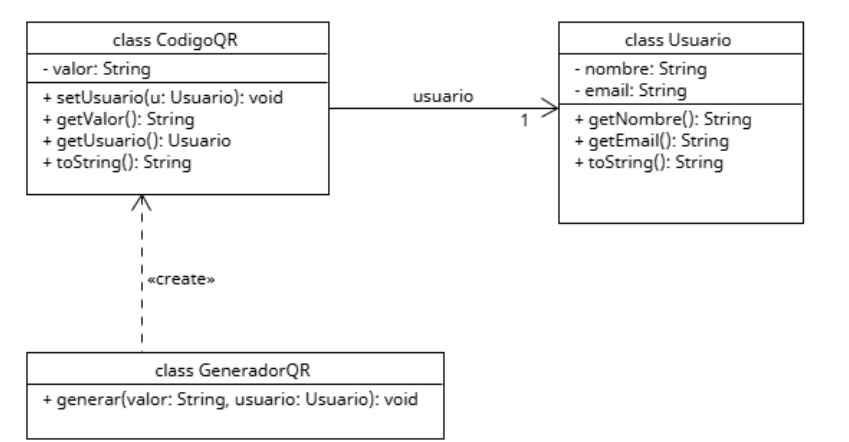 class CodigoQR
- valor: String
+ setUsuario(u: Usuario): void
+ getValor(): String
+ getUsuario(): Usuario
+ toString(): String
usuario
1
class Usuario
- nombre: String
- email: String
+ getNombre(): String
+ getEmail(): String
+ toString(): String
«create»
class GeneradorQR
+ generar(valor: String, usuario: Usuario): void